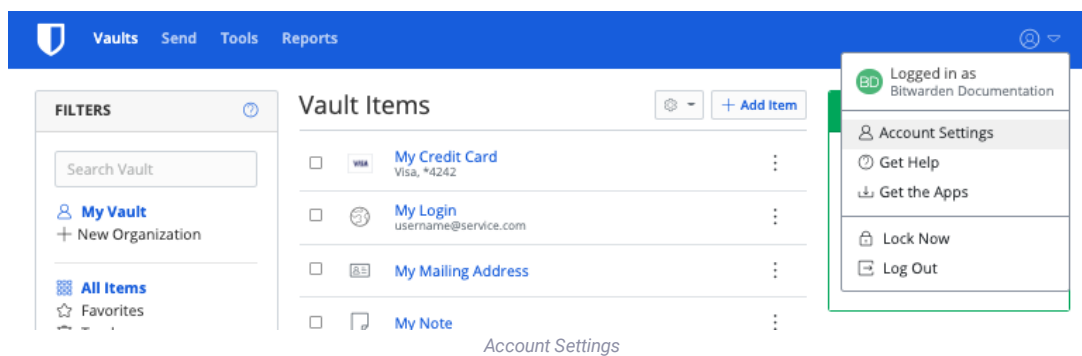 Vaults Send Tools Reports
Logged in as
BD
Bitwarden Documentation
Account Settings
Get Help
Get the Apps
Lock Now
Log Out
FILTERS
Search Vault
My Vault
New Organization
All Items
Favorites
Vault Items
Add Item
VISA
My Credit Card
Visa, *4242
My Login
username@service.com
My Mailing Address
My Note
Account Settings